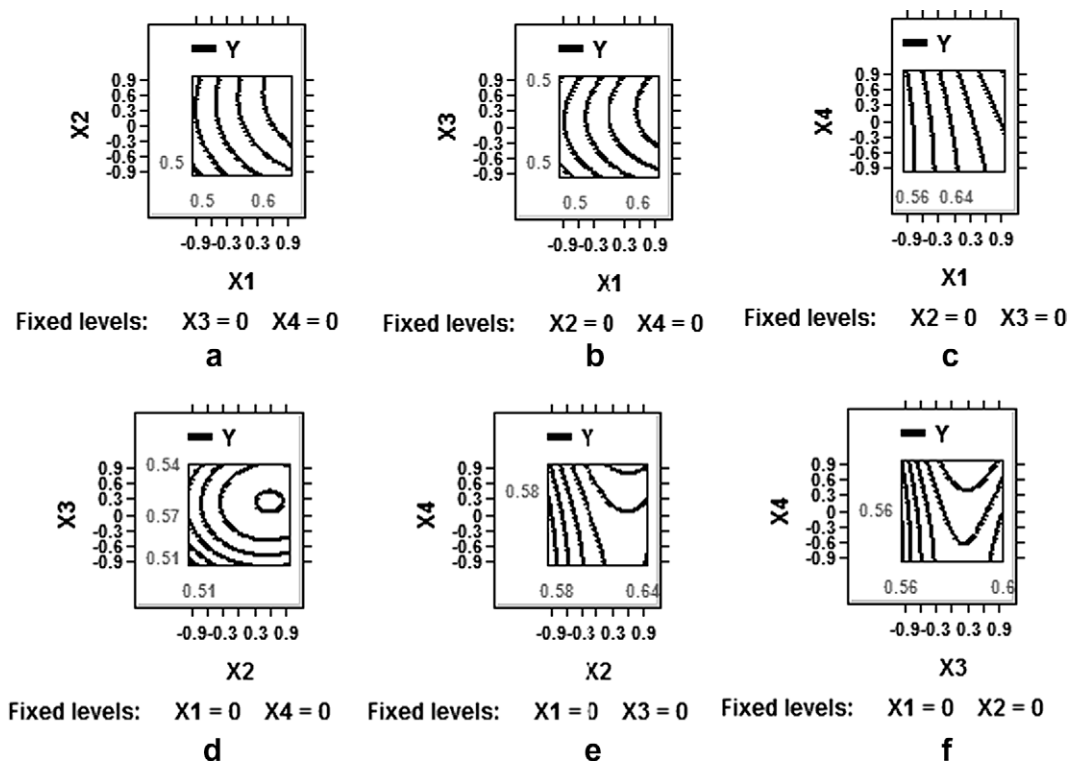 Y
X2
0.9
0.6
0.3
0
-0.3
-0.6
-0.9
0.5
0.5 0.6
-0.9-0.3 0.3 0.9
X1
Fixed levels: X3 = 0 X4 = 0
a
Y
X3
0.9
0.6
0.3
0
-0.3
-0.6
-0.9
0.5
0.5
0.5 0.6
-0.9-0.3 0.3 0.9
X1
Fixed levels: X2 = 0 X4 = 0
b
Y
X4
0.9
0.6
0.3
0
-0.3
-0.6
-0.9
0.56 0.64
-0.9-0.3 0.3 0.9
X1
Fixed levels: X2 = 0 X3 = 0
c
Y
X3
0.9
0.6
0.3
0
-0.3
-0.6
-0.9
0.54
0.57
0.51
0.51
-0.9-0.3 0.3 0.9
X2
Fixed levels: X1 = 0 X4 = 0
d
Y
X4
0.9
0.6
0.3
0
-0.3
-0.6
-0.9
0.58
0.58 0.64
-0.9-0.3 0.3 0.9
X2
Fixed levels: X1 = 0 X3 = 0
e
Y
X4
0.9
0.6
0.3
0
-0.3
-0.6
-0.9
0.56
0.56 0.6
-0.9-0.3 0.3 0.9
X3
Fixed levels: X1 = 0 X2 = 0
f